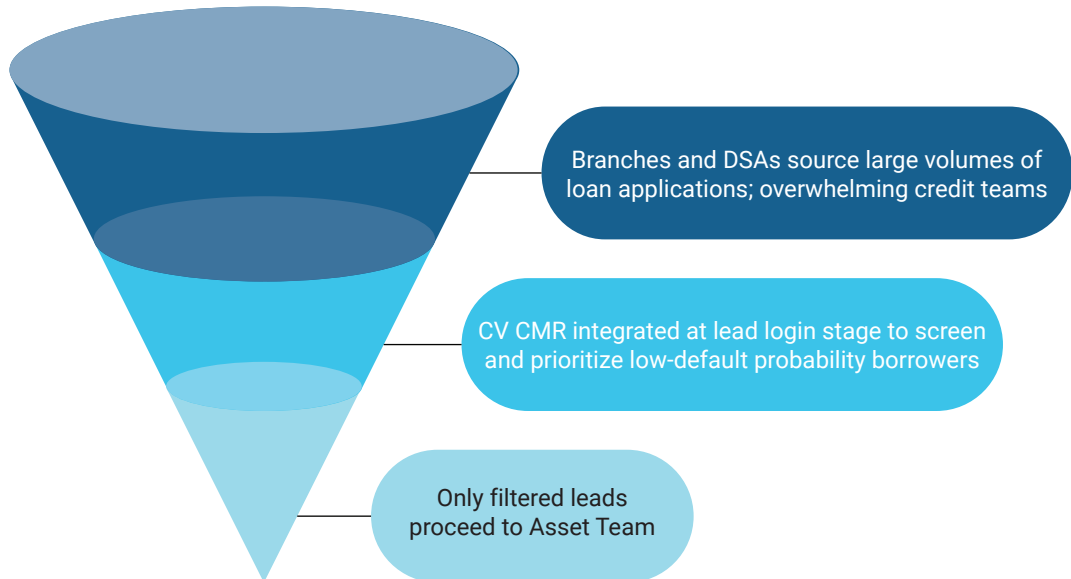 Branches and DSAs source large volumes of
loan applications; overwhelming credit teams
CV CMR integrated at lead login stage to screen
and prioritize low-default probability borrowers
Only filtered leads
proceed to Asset Team